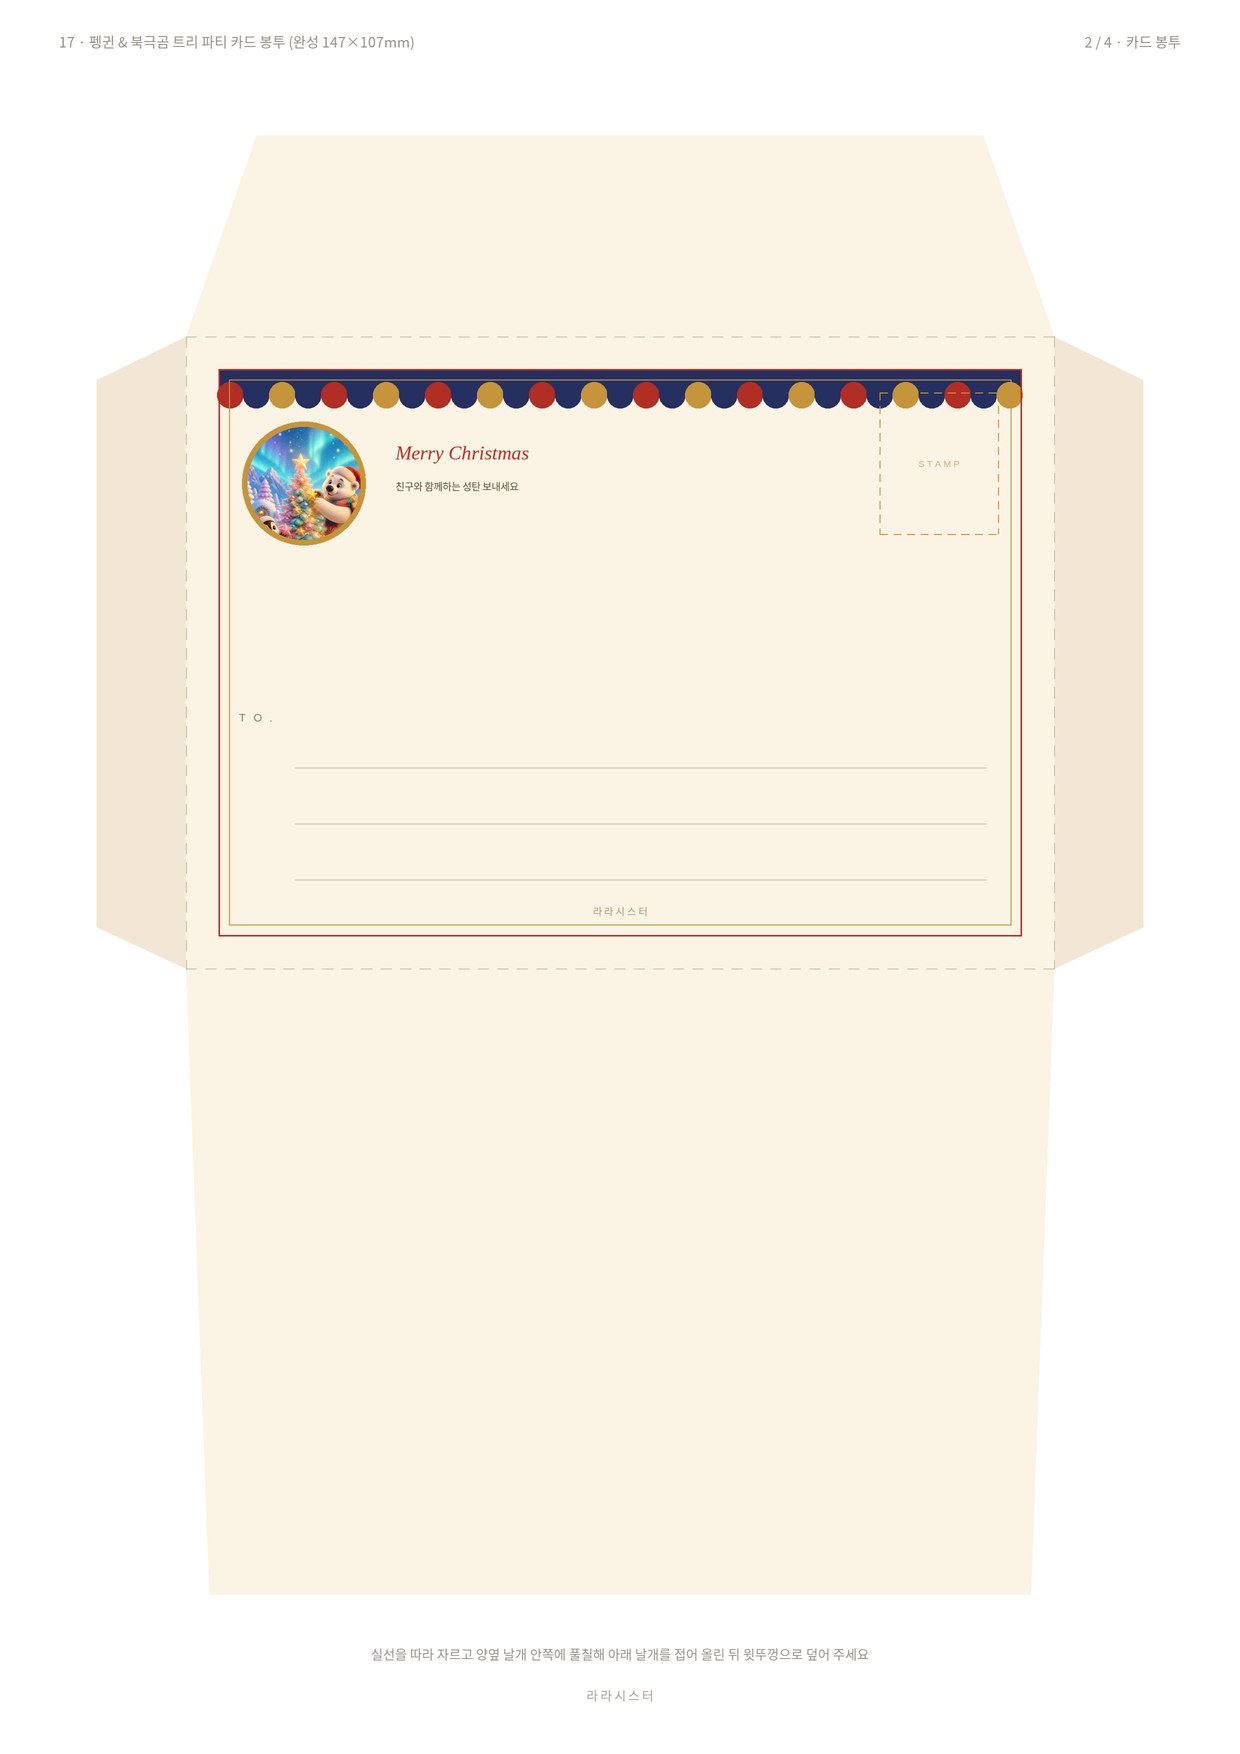 17 · 펭귄 & 북극곰 트리 파티 카드 봉투 (완성 147×107mm)
2 / 4 · 카드 봉투
Merry Christmas
친구와 함께하는 성탄 보내세요
STAMP
TO.
라라시스터
실선을 따라 자르고 양옆 날개 안쪽에 풀칠해 아래 날개를 접어 올린 뒤 윗뚜껑으로 덮어 주세요
라라시스터